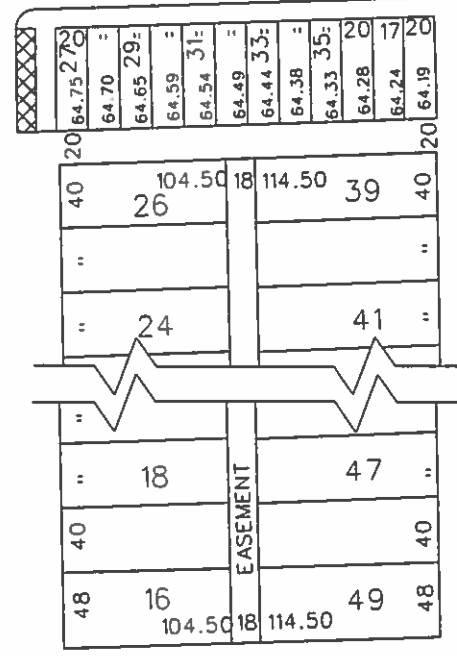 20 " = " = " = " = 20 17 20
27 29 31 33 35
64.75 64.70 64.65 64.59 64.54 64.49 64.44 64.38 64.33 64.28 64.24 64.19
20 20
40 104.50 18 114.50 39 40
26
" "
" 24 41 "
"
" 18 47 "
EASEMENT
40 40
48 16 49 48
104.50 18 114.50